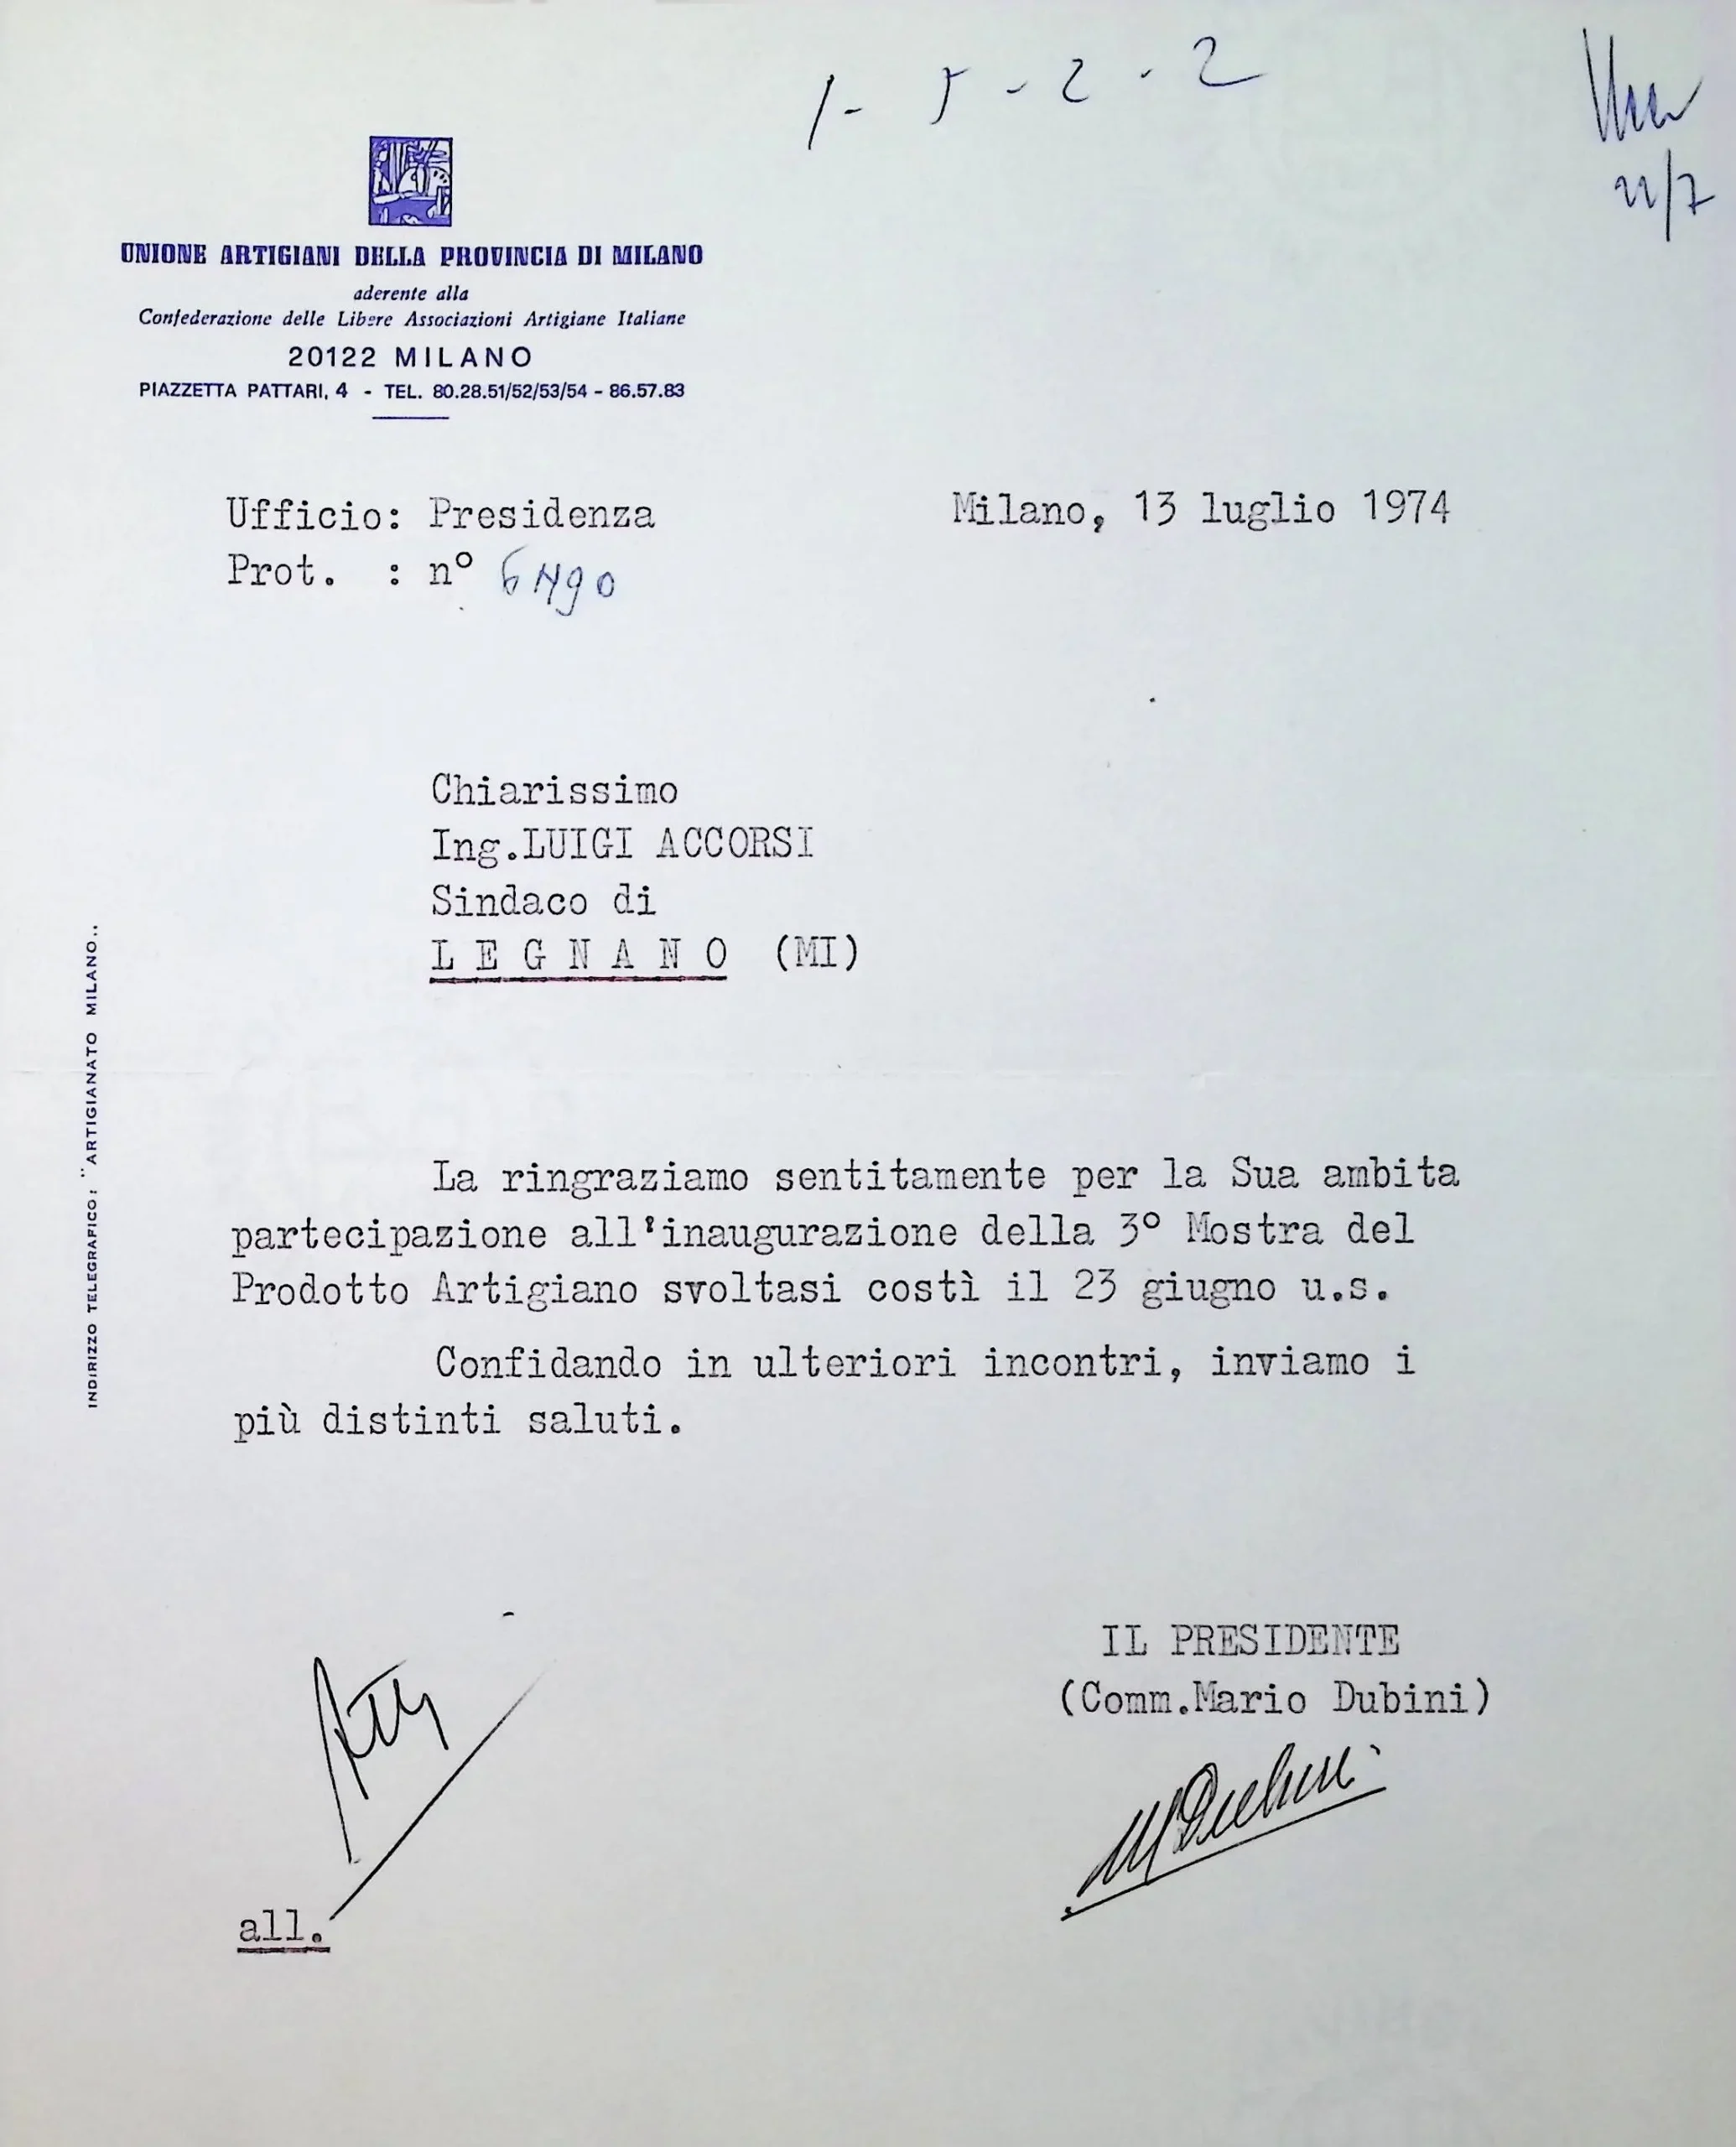 1 - 5 - 2 - 2
22/7
UNIONE ARTIGIANI DELLA PROVINCIA DI MILANO
aderente alla
Confederazione delle Libere Associazioni Artigiane Italiane
20122 MILANO
PIAZZETTA PATTARI, 4 - TEL. 80.28.51/52/53/54 - 86.57.83
Ufficio: Presidenza
Milano, 13 luglio 1974
Prot. : n°
Chiarissimo
Ing.LUIGI ACCORSI
Sindaco di
L E G N A N O (MI)
INDIRIZZO TELEGRAFICO: "ARTIGIANATO MILANO..
La ringraziamo sentitamente per la Sua ambita
partecipazione all'inaugurazione della 3° Mostra del
Prodotto Artigiano svoltasi costì il 23 giugno u.s.
Confidando in ulteriori incontri, inviamo i
più distinti saluti.
IL PRESIDENTE
(Comm.Mario Dubini)
MDubini
all.